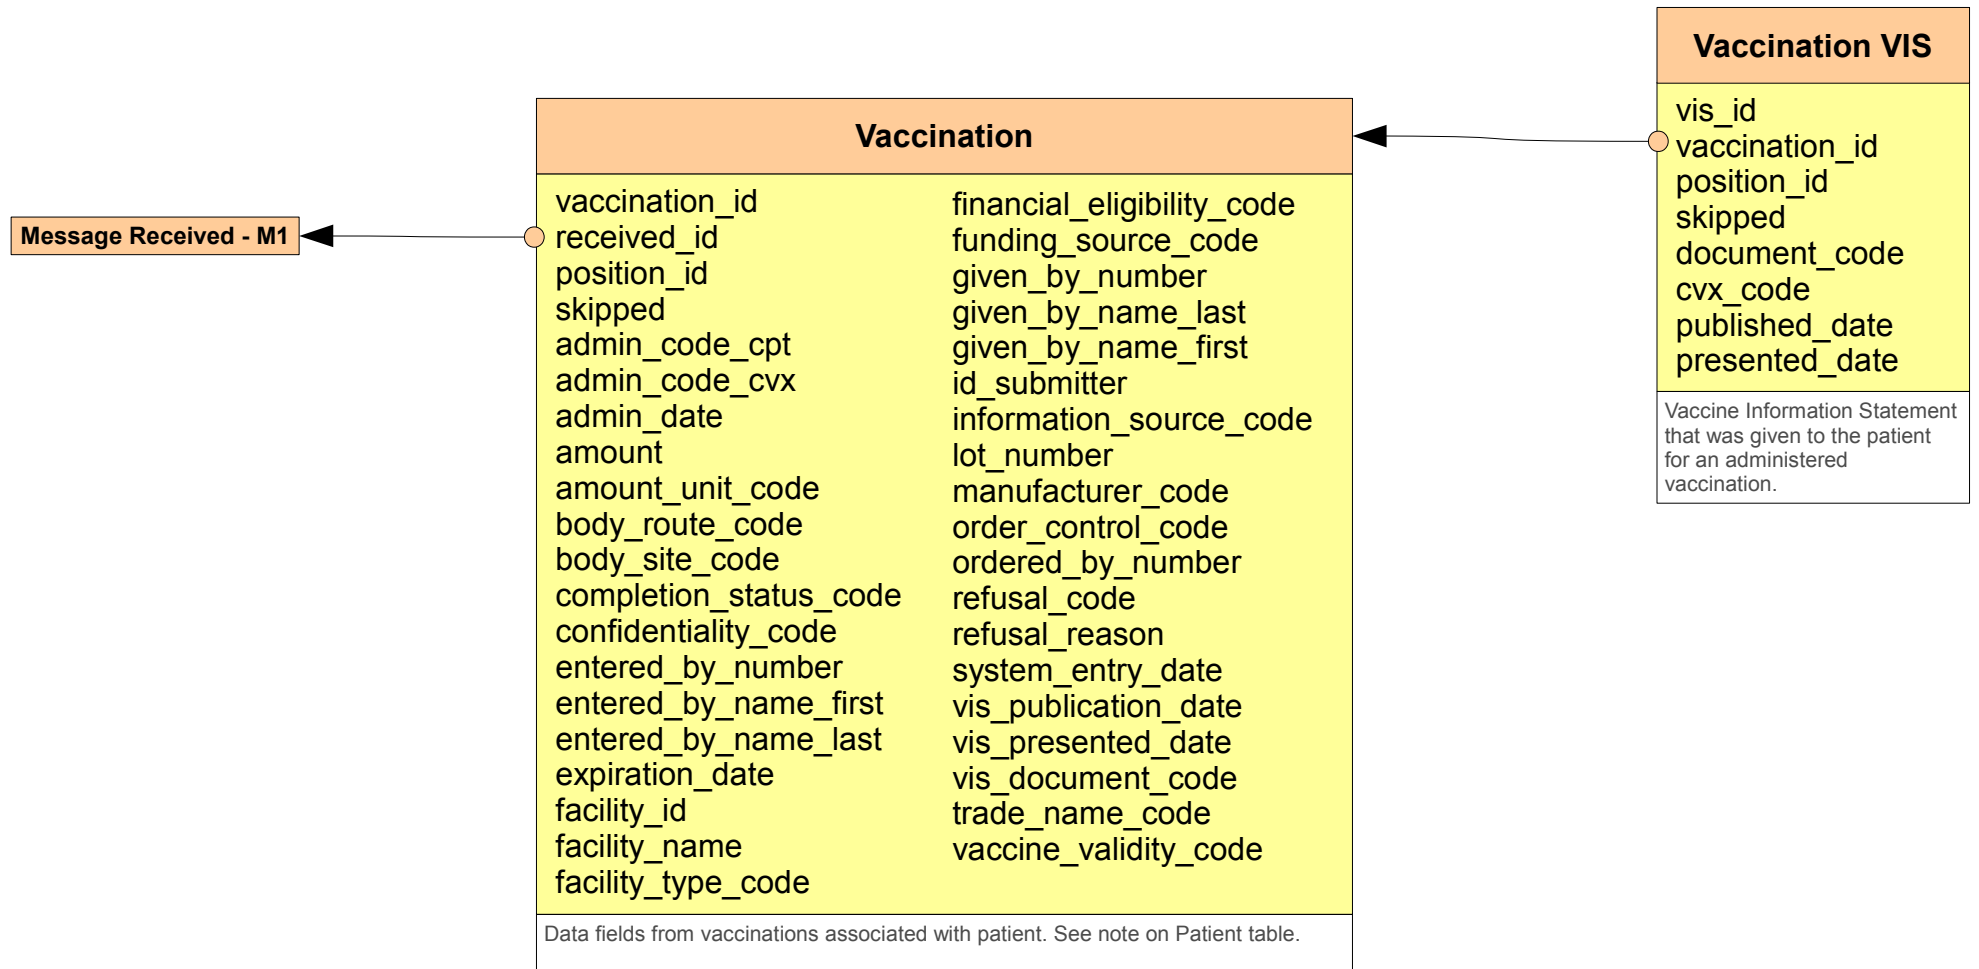 Message Received - M1
Vaccination
vaccination_id
received_id
position_id
skipped
admin_code_cpt
admin_code_cvx
admin_date
amount
amount_unit_code
body_route_code
body_site_code
completion_status_code
confidentiality_code
entered_by_number
entered_by_name_first
entered_by_name_last
expiration_date
facility_id
facility_name
facility_type_code
financial_eligibility_code
funding_source_code
given_by_number
given_by_name_last
given_by_name_first
id_submitter
information_source_code
lot_number
manufacturer_code
order_control_code
ordered_by_number
refusal_code
refusal_reason
system_entry_date
vis_publication_date
vis_presented_date
vis_document_code
trade_name_code
vaccine_validity_code
Data fields from vaccinations associated with patient. See note on Patient table.
Vaccination VIS
vis_id
vaccination_id
position_id
skipped
document_code
cvx_code
published_date
presented_date
Vaccine Information Statement
that was given to the patient
for an administered
vaccination.